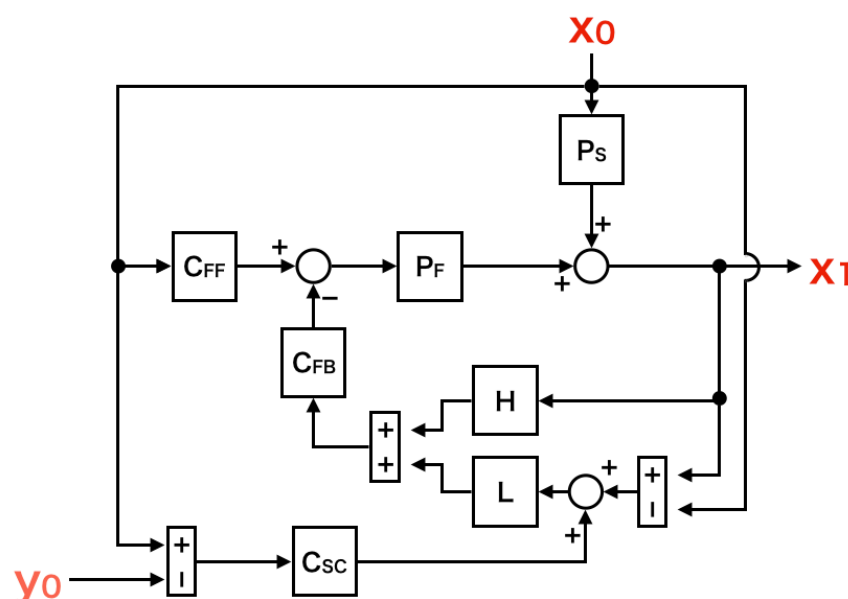 X0
PS
+
+ CFF + PF X1
−
CFB
H
+
+
L + +
−
+
+
− CSC
y0